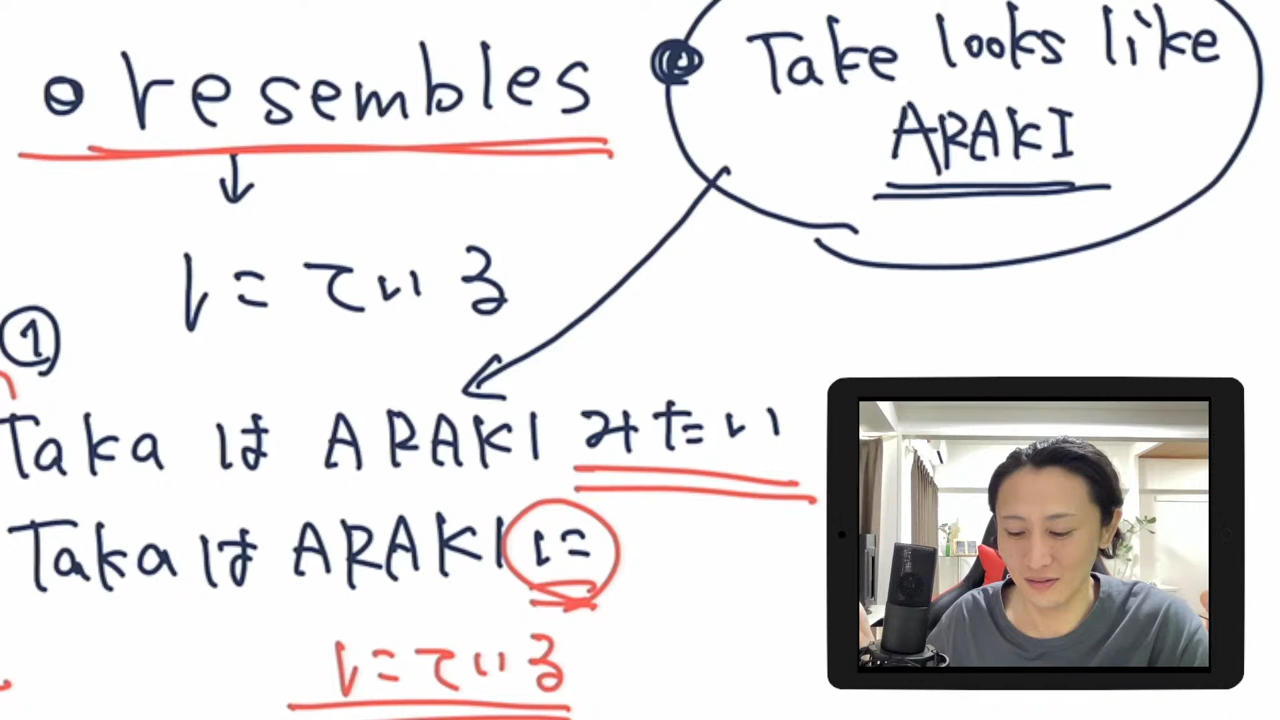 resembles
Take looks like
ARAKI
にている
①
Taka は ARAKI みたい
Taka は ARAKI に
にている